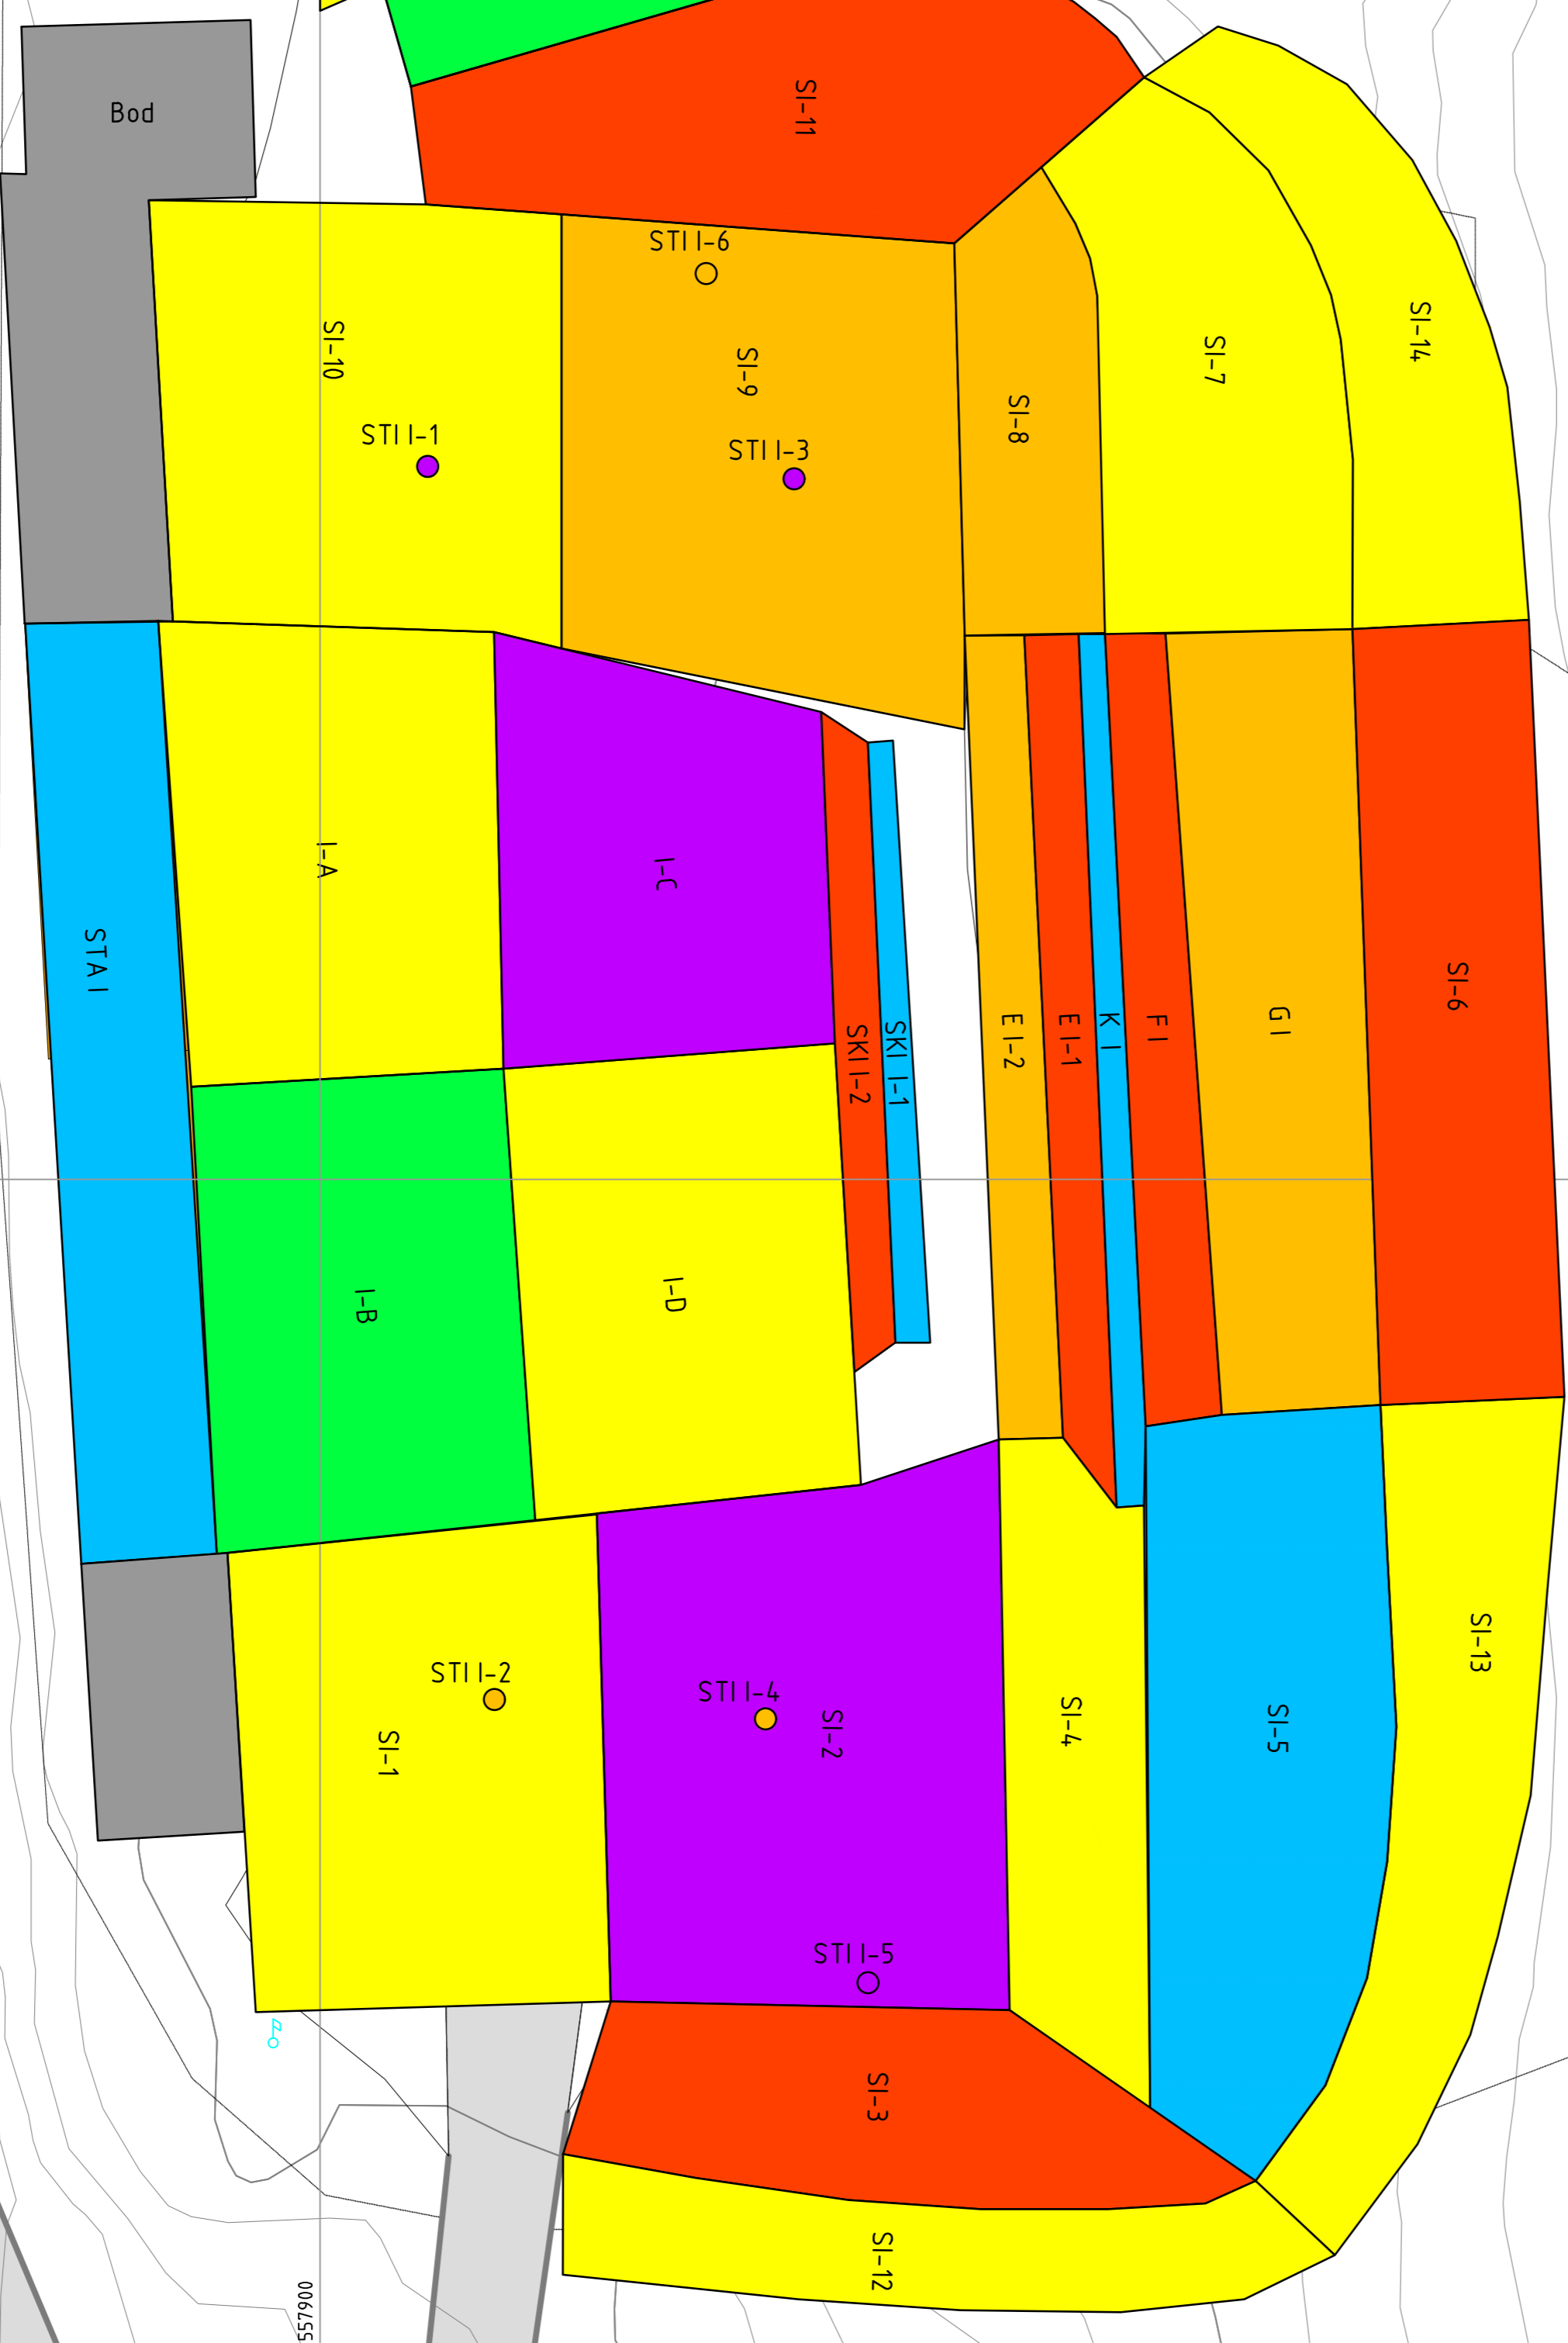 Bod
SI-11
STI I-6
SI-10
SI-9
SI-14
SI-7
SI-8
STI I-1
STI I-3
I-A
I-C
STA I
SI-6
E I-2
E I-1
K I
F I
G I
SKI I-2
SKI I-1
I-B
I-D
SI-13
STI I-2
STI I-4
SI-1
SI-2
SI-4
SI-5
STI I-5
SI-3
SI-12
557900